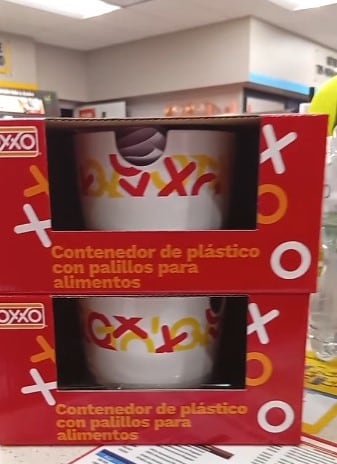 OXXO
Contenedor de plástico
con palillos para
alimentos
OXXO
Contenedor de plástico
con palillos para
alimentos